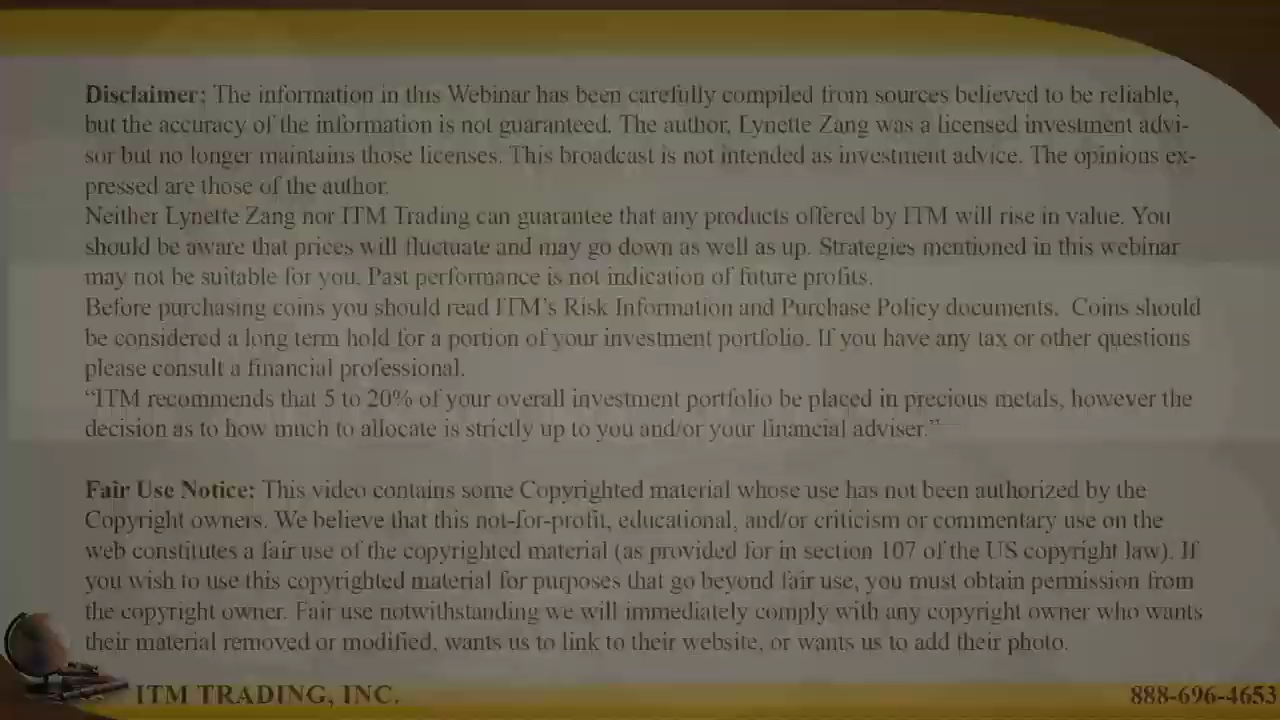 Disclaimer: The information in this Webinar has been carefully compiled from sources believed to be reliable,
but the accuracy of the information is not guaranteed. The author, Lynette Zang was a licensed investment advi-
sor but no longer maintains those licenses. This broadcast is not intended as investment advice. The opinions ex-
pressed are those of the author.
Neither Lynette Zang nor ITM Trading can guarantee that any products offered by ITM will rise in value. You
should be aware that prices will fluctuate and may go down as well as up. Strategies mentioned in this webinar
may not be suitable for you. Past performance is not indication of future profits.
Before purchasing coins you should read ITM's Risk Information and Purchase Policy documents. Coins should
be considered a long term hold for a portion of your investment portfolio. If you have any tax or other questions
please consult a financial professional.
“ITM recommends that 5 to 20% of your overall investment portfolio be placed in precious metals, however the
decision as to how much to allocate is strictly up to you and/or your financial adviser.”
Fair Use Notice: This video contains some Copyrighted material whose use has not been authorized by the
Copyright owners. We believe that this not-for-profit, educational, and/or criticism or commentary use on the
web constitutes a fair use of the copyrighted material (as provided for in section 107 of the US copyright law). If
you wish to use this copyrighted material for purposes that go beyond fair use, you must obtain permission from
the copyright owner. Fair use notwithstanding we will immediately comply with any copyright owner who wants
their material removed or modified, wants us to link to their website, or wants us to add their photo.
ITM TRADING, INC.
888-696-4653